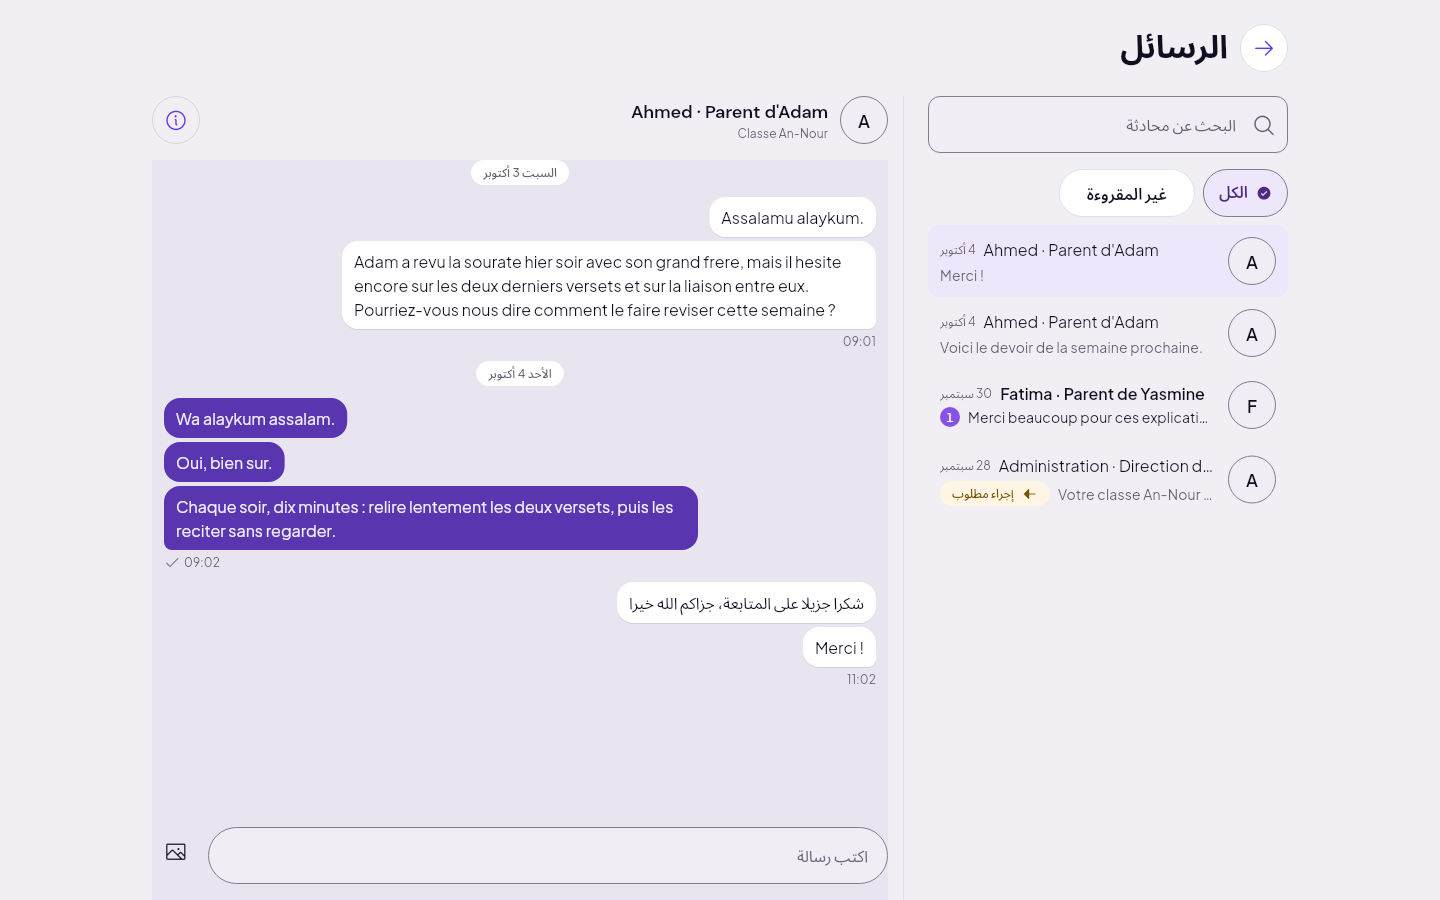 الرسائل
البحث عن محادثة
الكل
غير المقروءة
A
Ahmed · Parent d'Adam
4 أكتوبر
Merci !
A
Ahmed · Parent d'Adam
4 أكتوبر
Voici le devoir de la semaine prochaine.
F
Fatima · Parent de Yasmine
30 سبتمبر
Merci beaucoup pour ces explicati...
1
A
Administration · Direction d...
28 سبتمبر
Votre classe An-Nour ...
إجراء مطلوب
A
Ahmed · Parent d'Adam
Classe An-Nour
السبت 3 أكتوبر
Assalamu alaykum.
Adam a revu la sourate hier soir avec son grand frere, mais il hesite
encore sur les deux derniers versets et sur la liaison entre eux.
Pourriez-vous nous dire comment le faire reviser cette semaine ?
09:01
الأحد 4 أكتوبر
Wa alaykum assalam.
Oui, bien sur.
Chaque soir, dix minutes : relire lentement les deux versets, puis les
reciter sans regarder.
09:02
شكرا جزيلا على المتابعة، جزاكم الله خيرا
Merci !
11:02
اكتب رسالة